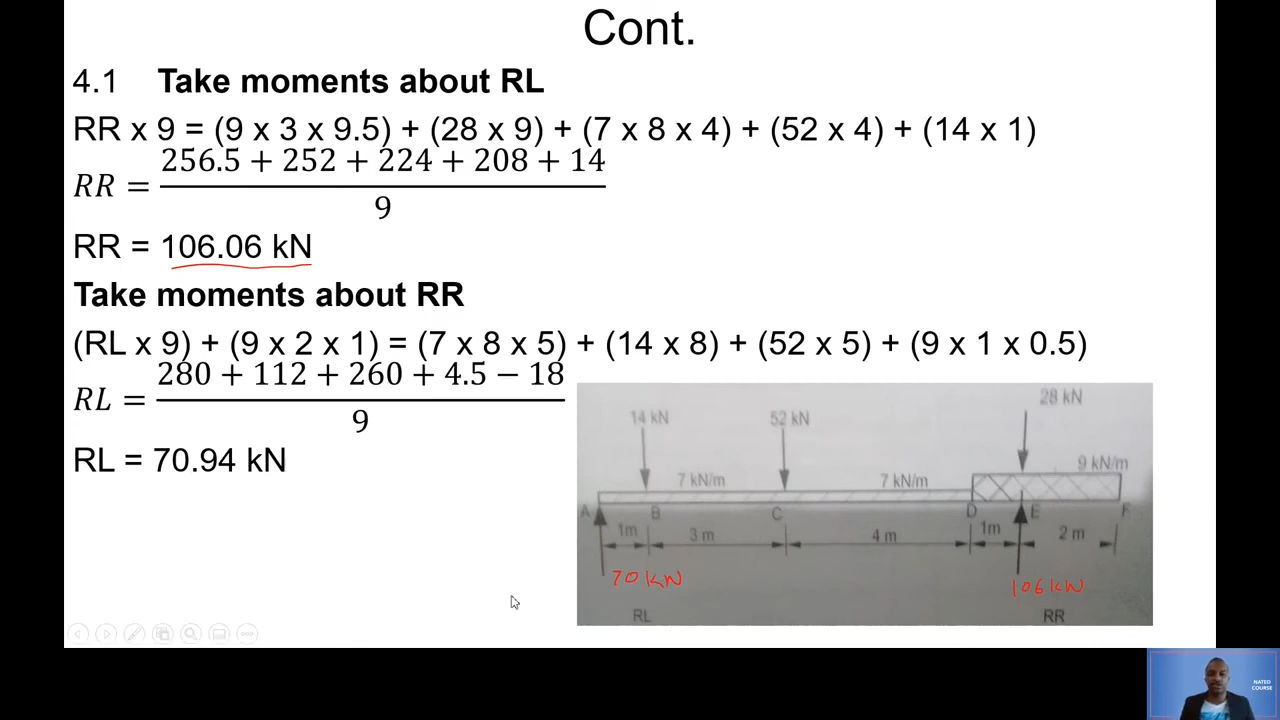 Cont.
4.1 Take moments about RL
RR x 9 = (9 x 3 x 9.5) + (28 x 9) + (7 x 8 x 4) + (52 x 4) + (14 x 1)
RR = 256.5 + 252 + 224 + 208 + 14 / 9
RR = 106.06 kN
Take moments about RR
(RL x 9) + (9 x 2 x 1) = (7 x 8 x 5) + (14 x 8) + (52 x 5) + (9 x 1 x 0.5)
RL = 280 + 112 + 260 + 4.5 − 18 / 9
RL = 70.94 kN
28 kN
14 kN 52 kN
9 kN/m
7 kN/m 7 kN/m
A B C D E F
1m 3 m 4 m 1m 2 m
70 kN 106 kN
RL RR
NATED
COURSE